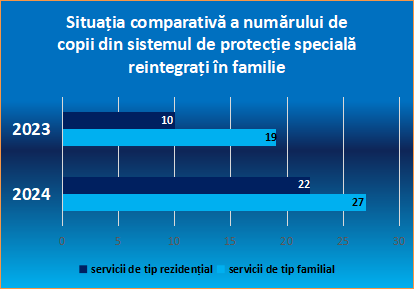 Situația comparativă a numărului de
copii din sistemul de protecție specială
reintegrați în familie
2023
10
19
2024
22
27
0 5 10 15 20 25 30
servicii de tip rezidențial servicii de tip familial